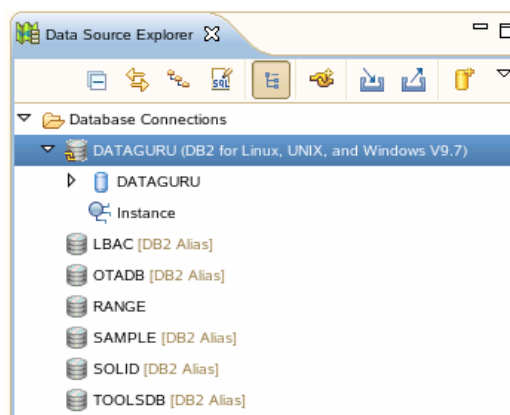 Data Source Explorer
SQL
Database Connections
DATAGURU (DB2 for Linux, UNIX, and Windows V9.7)
DATAGURU
Instance
LBAC [DB2 Alias]
OTADB [DB2 Alias]
RANGE
SAMPLE [DB2 Alias]
SOLID [DB2 Alias]
TOOLSDB [DB2 Alias]